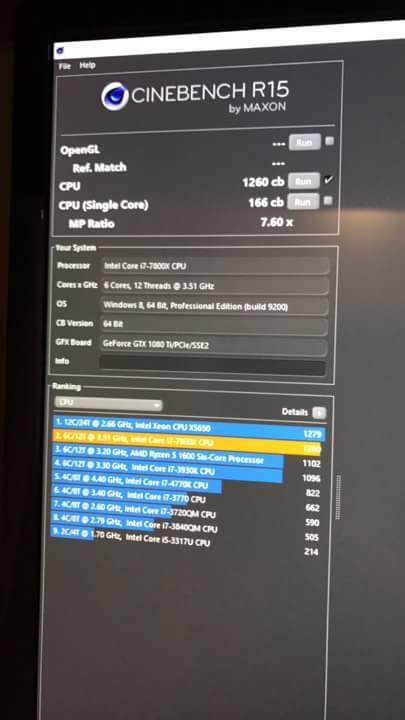 File Help
CINEBENCH R15
by MAXON
OpenGL --- Run
Ref. Match ---
CPU 1260 cb Run
CPU (Single Core) 166 cb Run
MP Ratio 7.60 x
Your System
Processor Intel Core i7-7800X CPU
Cores x GHz 6 Cores, 12 Threads @ 3.51 GHz
OS Windows 8, 64 Bit, Professional Edition (build 9200)
CB Version 64 Bit
GFX Board GeForce GTX 1080 Ti/PCIe/SSE2
Info
Ranking
CPU Details
1. 12C/24T @ 2.66 GHz, Intel Xeon CPU X5650 1279
2. 6C/12T @ 3.51 GHz, Intel Core i7-7800X CPU 1260
3. 6C/12T @ 3.20 GHz, AMD Ryzen 5 1600 Six-Core Processor 1102
4. 6C/12T @ 3.30 GHz, Intel Core i7-3930K CPU 1096
5. 4C/8T @ 4.40 GHz, Intel Core i7-4770K CPU 822
6. 4C/8T @ 3.40 GHz, Intel Core i7-3770 CPU 662
7. 4C/8T @ 2.60 GHz, Intel Core i7-3720QM CPU 590
8. 4C/8T @ 2.79 GHz, Intel Core i7-3840QM CPU 505
9. 2C/4T @ 1.70 GHz, Intel Core i5-3317U CPU 214